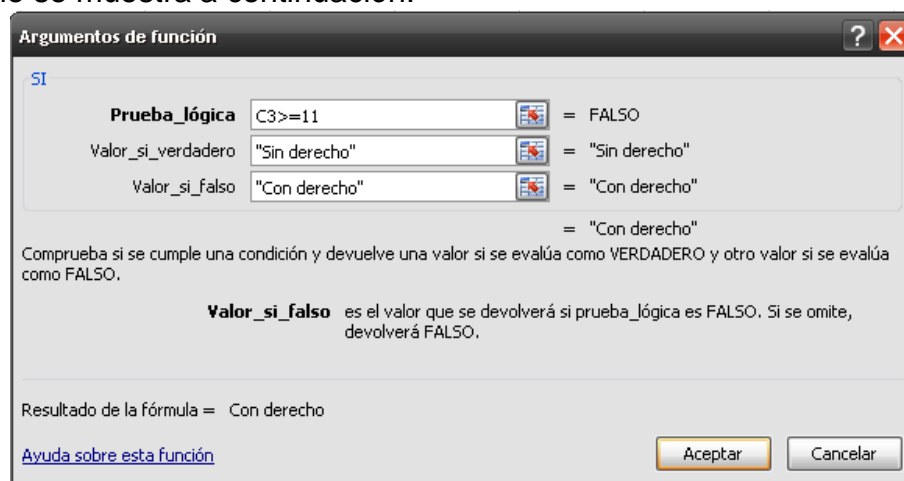 se muestra a continuación.
Argumentos de función
SI
Prueba_lógica C3>=11 = FALSO
Valor_si_verdadero "Sin derecho" = "Sin derecho"
Valor_si_falso "Con derecho" = "Con derecho"
= "Con derecho"
Comprueba si se cumple una condición y devuelve una valor si se evalúa como VERDADERO y otro valor si se evalúa
como FALSO.
Valor_si_falso es el valor que se devolverá si prueba_lógica es FALSO. Si se omite,
devolverá FALSO.
Resultado de la fórmula = Con derecho
Ayuda sobre esta función Aceptar Cancelar